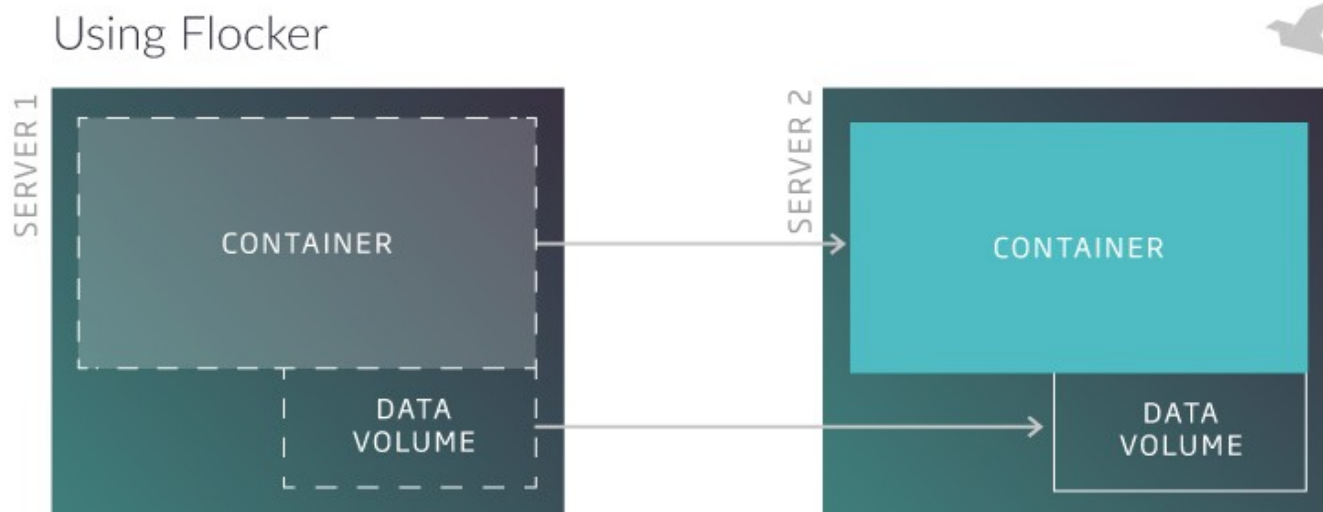 Using Flocker
SERVER 1
CONTAINER
DATA
VOLUME
SERVER 2
CONTAINER
DATA
VOLUME